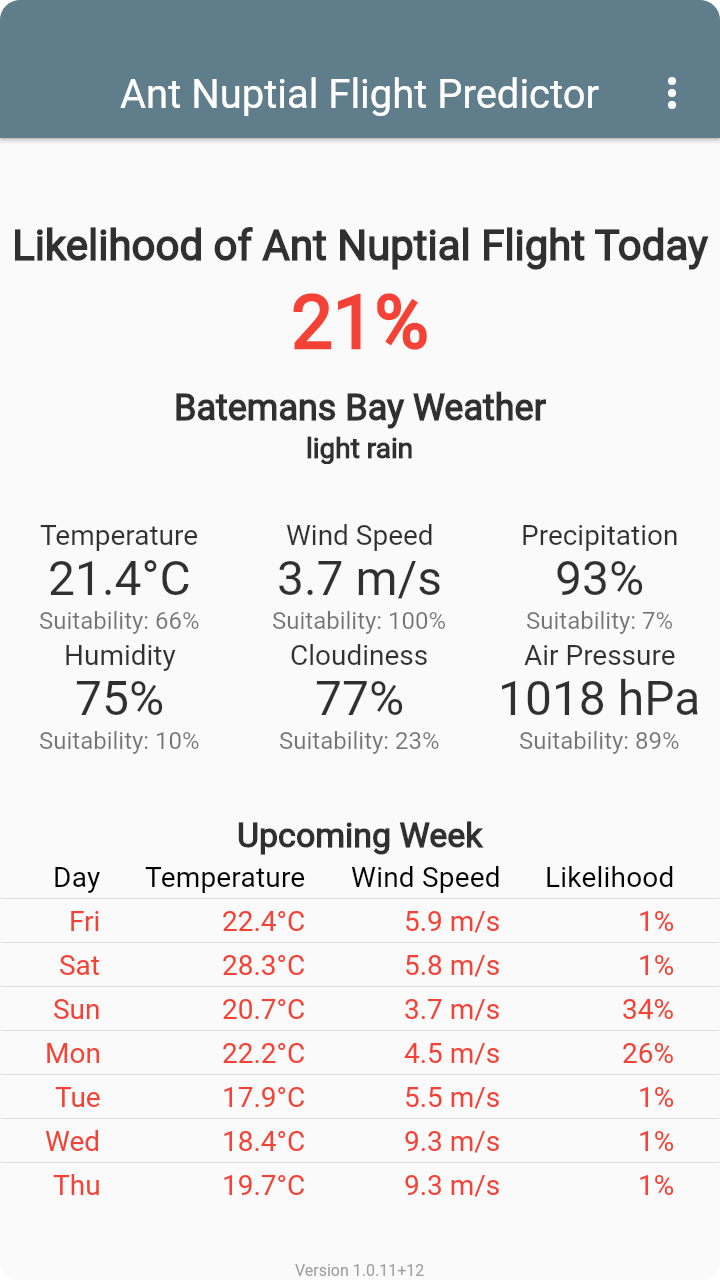 Ant Nuptial Flight Predictor
Likelihood of Ant Nuptial Flight Today
21%
Batemans Bay Weather
light rain
Temperature Wind Speed Precipitation
21.4°C 3.7 m/s 93%
Suitability: 66% Suitability: 100% Suitability: 7%
Humidity Cloudiness Air Pressure
75% 77% 1018 hPa
Suitability: 10% Suitability: 23% Suitability: 89%
Upcoming Week
Day Temperature Wind Speed Likelihood
Fri 22.4°C 5.9 m/s 1%
Sat 28.3°C 5.8 m/s 1%
Sun 20.7°C 3.7 m/s 34%
Mon 22.2°C 4.5 m/s 26%
Tue 17.9°C 5.5 m/s 1%
Wed 18.4°C 9.3 m/s 1%
Thu 19.7°C 9.3 m/s 1%
Version 1.0.11+12